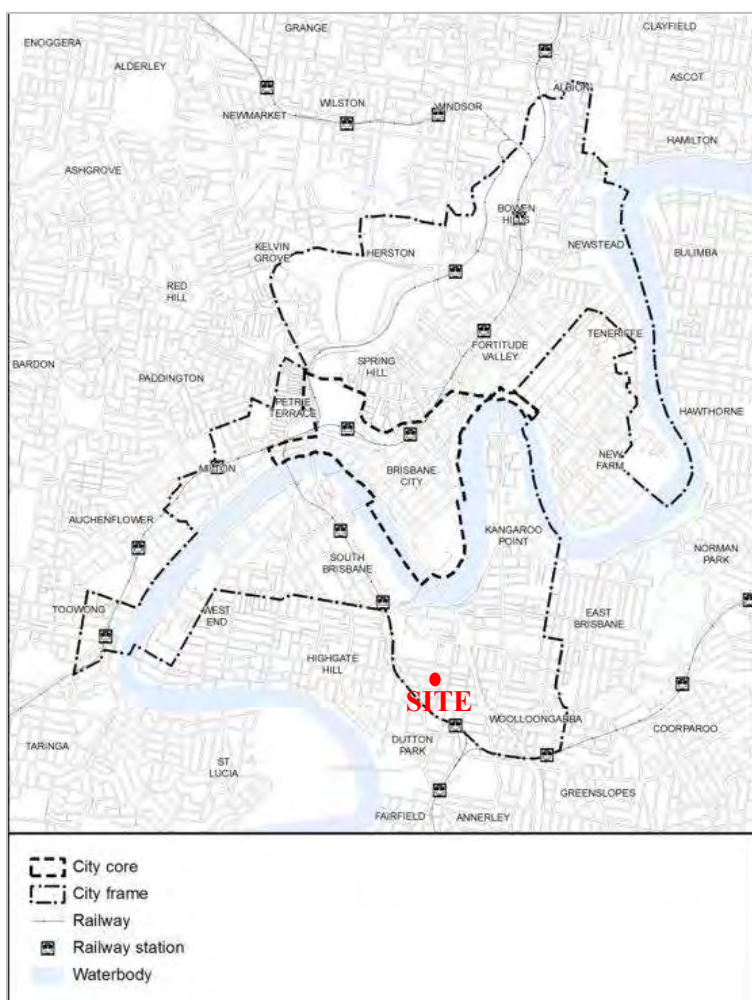 GRANGE
CLAYFIELD
ENOGGERA
ALDERLEY
ASCOT
ALBION
WILSTON
WINDSOR
NEWMARKET
HAMILTON
ASHGROVE
BOWEN
HILLS
KELVIN
GROVE
HERSTON
NEWSTEAD
BULIMBA
RED
HILL
TENERIFFE
FORTITUDE
VALLEY
SPRING
HILL
BARDON
PADDINGTON
PETRIE
TERRACE
HAWTHORNE
NEW
FARM
MILTON
BRISBANE
CITY
AUCHENFLOWER
KANGAROO
POINT
NORMAN
PARK
SOUTH
BRISBANE
TOOWONG
WEST
END
EAST
BRISBANE
HIGHGATE
HILL
SITE
WOOLLOONGABBA
COORPAROO
DUTTON
PARK
TARINGA
ST
LUCIA
GREENSLOPES
FAIRFIELD
ANNERLEY
City core
City frame
Railway
Railway station
Waterbody